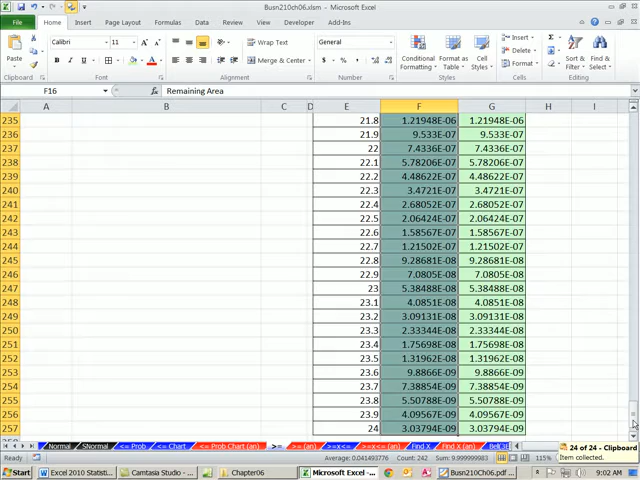 Busn210ch06.xlsm - Microsoft Excel
File Home Insert Page Layout Formulas Data Review View Developer Add-Ins
Calibri 11 Wrap Text General Insert Σ
Paste B I U Merge & Center $ % , Conditional Formatting Format as Table Cell Styles Delete Format Sort & Filter Find & Select
Clipboard Font Alignment Number Styles Cells Editing
F16 fx Remaining Area
A B C D E F G H I
235 21.8 1.21948E-06 1.21948E-06
236 21.9 9.533E-07 9.533E-07
237 22 7.4336E-07 7.4336E-07
238 22.1 5.78206E-07 5.78206E-07
239 22.2 4.48622E-07 4.48622E-07
240 22.3 3.4721E-07 3.4721E-07
241 22.4 2.68052E-07 2.68052E-07
242 22.5 2.06424E-07 2.06424E-07
243 22.6 1.58567E-07 1.58567E-07
244 22.7 1.21502E-07 1.21502E-07
245 22.8 9.28681E-08 9.28681E-08
246 22.9 7.0805E-08 7.0805E-08
247 23 5.38488E-08 5.38488E-08
248 23.1 4.0851E-08 4.0851E-08
249 23.2 3.09131E-08 3.09131E-08
250 23.3 2.33344E-08 2.33344E-08
251 23.4 1.75698E-08 1.75698E-08
252 23.5 1.31962E-08 1.31962E-08
253 23.6 9.8866E-09 9.8866E-09
254 23.7 7.38854E-09 7.38854E-09
255 23.8 5.50788E-09 5.50788E-09
256 23.9 4.09567E-09 4.09567E-09
257 24 3.03794E-09 3.03794E-09
Normal SNormal <= Prob <= Chart <= Prob Chart (an) >= >= (an) >=x<= >=x<= (an) Find X Find X (an)
24 of 24 - Clipboard
Item collected.
Ready Average: 0.041493776 Count: 242 Sum: 9.999999983 115%
Start Excel 2010 Statisti... Camtasia Studio - ... Chapter06 Microsoft Excel - ... Busn210Ch06.pdf ... 9:02 AM